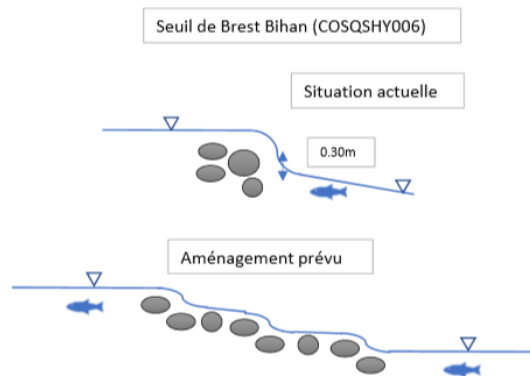 Seuil de Brest Bihan (COSQSHY006)
Situation actuelle
0.30m
Aménagement prévu